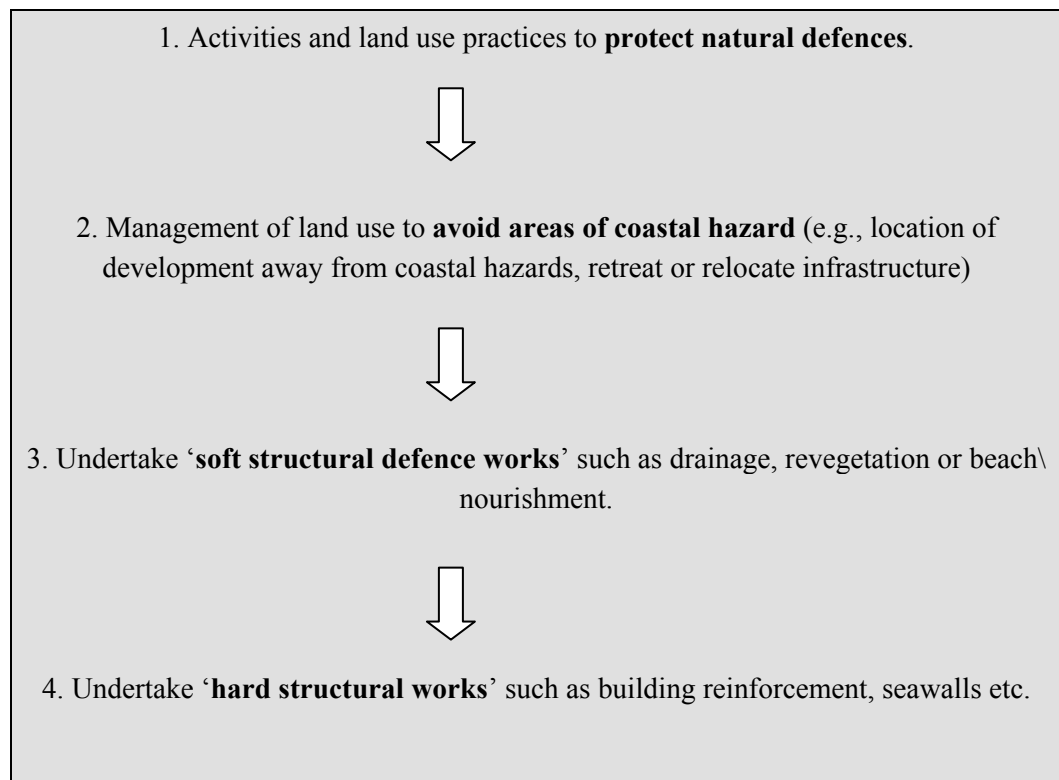 1. Activities and land use practices to protect natural defences.
2. Management of land use to avoid areas of coastal hazard (e.g., location of
development away from coastal hazards, retreat or relocate infrastructure)
3. Undertake ‘soft structural defence works’ such as drainage, revegetation or beach\
nourishment.
4. Undertake ‘hard structural works’ such as building reinforcement, seawalls etc.